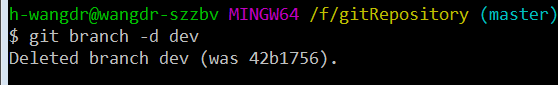 h-wangdr@wangdr-szzbv MINGW64 /f/gitRepository (master)
$ git branch -d dev
Deleted branch dev (was 42b1756).